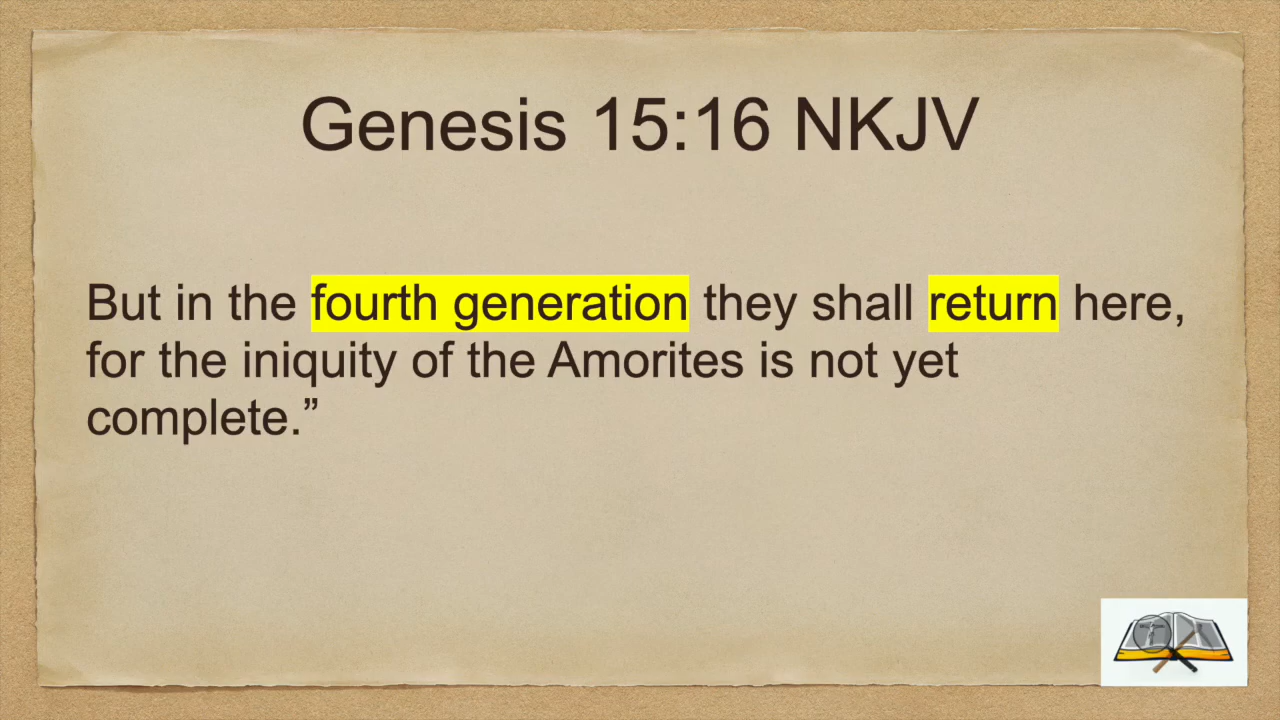 Genesis 15:16 NKJV
But in the fourth generation they shall return here,
for the iniquity of the Amorites is not yet
complete.”